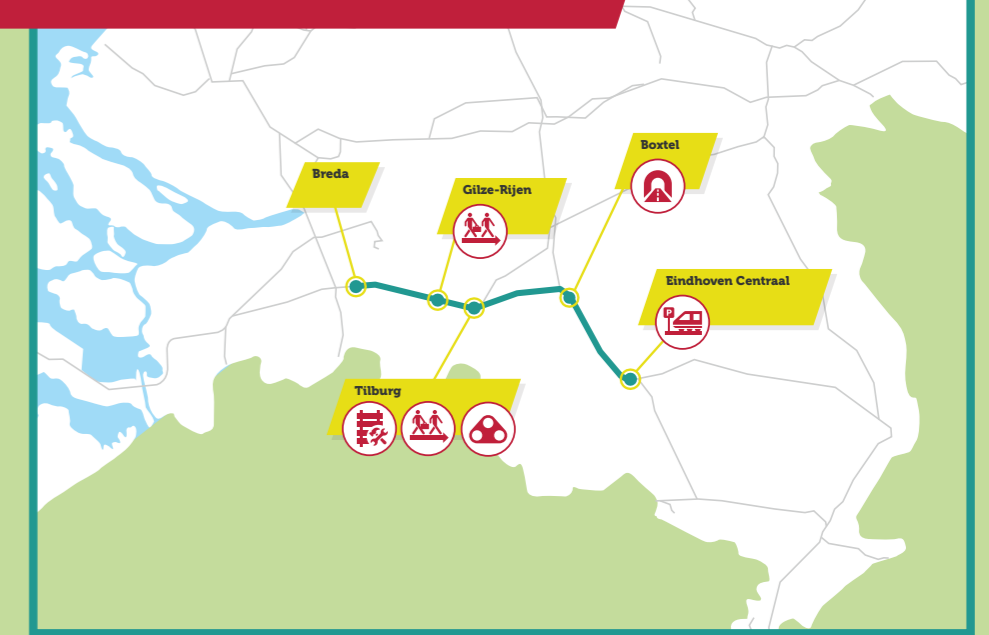 Boxtel
Breda
Gilze-Rijen
Eindhoven Centraal
P
Tilburg